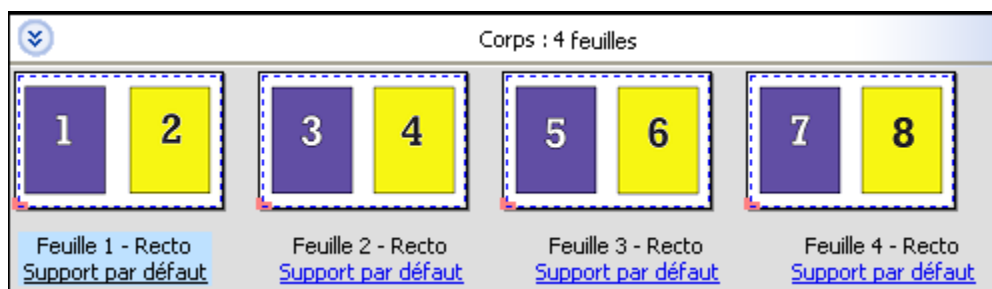 Corps : 4 feuilles
1 2 3 4 5 6 7 8
Feuille 1 - Recto Feuille 2 - Recto Feuille 3 - Recto Feuille 4 - Recto
Support par défaut Support par défaut Support par défaut Support par défaut